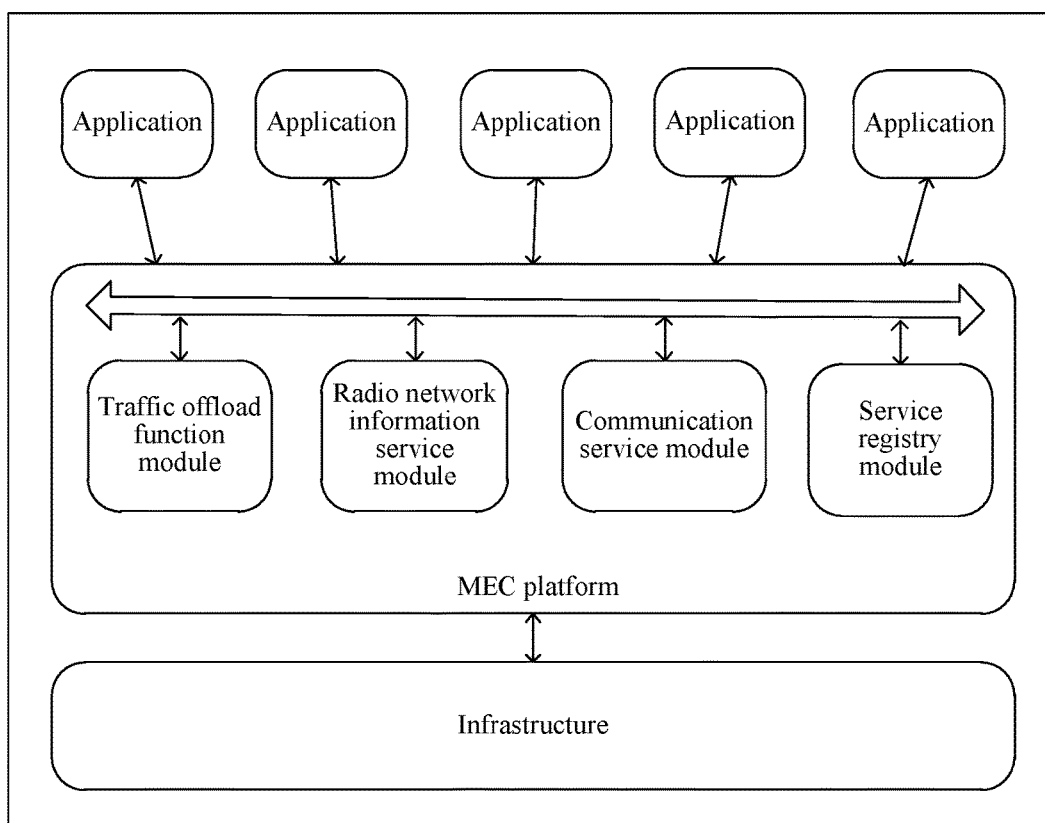 Application
Application
Application
Application
Application
Traffic offload
function
module
Radio network
information
service
module
Communication
service module
Service
registry
module
MEC platform
Infrastructure